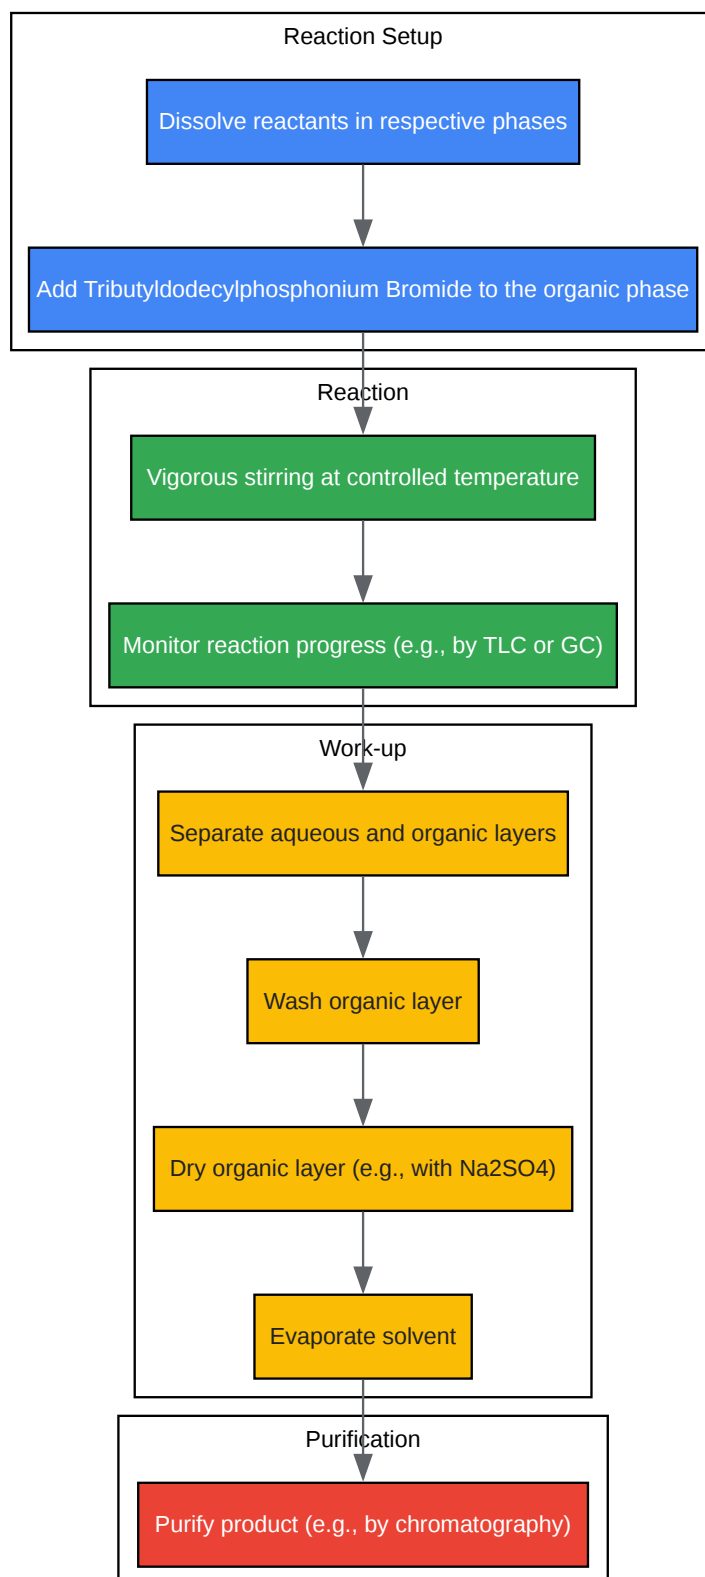 Reaction Setup
Dissolve reactants in respective phases
Add Tributyldodecylphosphonium Bromide to the organic phase
Reaction
Vigorous stirring at controlled temperature
Monitor reaction progress (e.g., by TLC or GC)
Work-up
Separate aqueous and organic layers
Wash organic layer
Dry organic layer (e.g., with Na2SO4)
Evaporate solvent
Purification
Purify product (e.g., by chromatography)